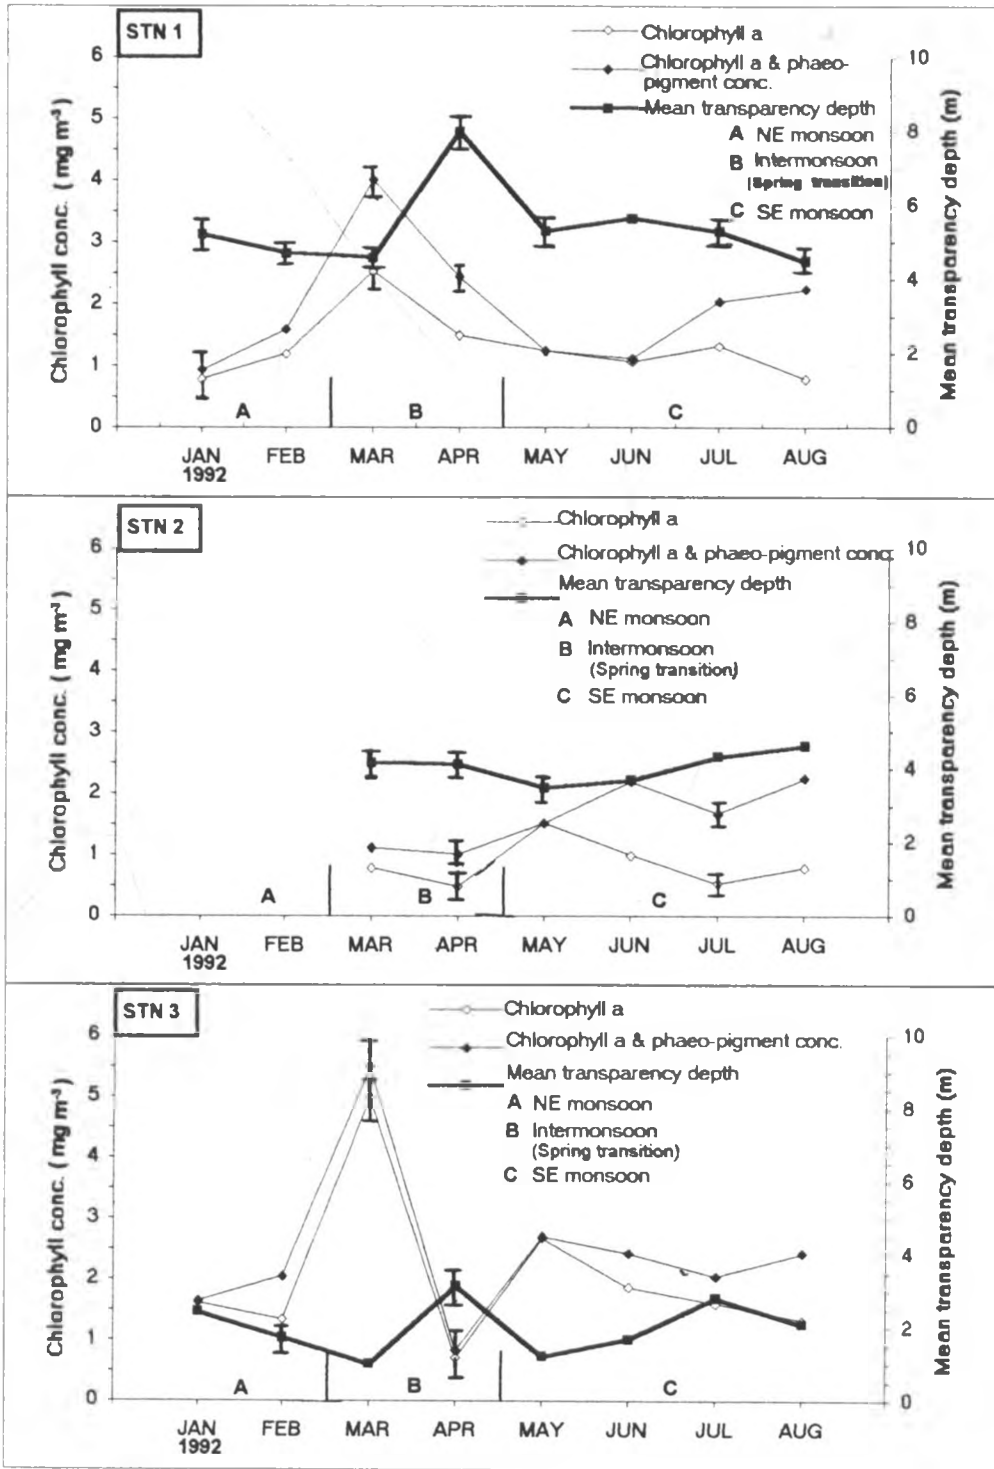 STN 1
Chlorophyll a
Chlorophyll a & phaeo-
pigment conc.
Mean transparency depth
A NE monsoon
B Intermonsoon
(Spring transition)
C SE monsoon
Chlorophyll conc. ( mg m⁻³ )
6
5
4
3
2
1
0
Mean transparency depth (m)
10
8
6
4
2
0
A
B
C
JAN FEB MAR APR MAY JUN JUL AUG
1992
STN 2
Chlorophyll a
Chlorophyll a & phaeo-pigment conc
Mean transparency depth
A NE monsoon
B Intermonsoon
(Spring transition)
C SE monsoon
Chlorophyll conc. ( mg m⁻³ )
6
5
4
3
2
1
0
Mean transparency depth (m)
10
8
6
4
2
0
A
B
C
JAN FEB MAR APR MAY JUN JUL AUG
1992
STN 3
Chlorophyll a
Chlorophyll a & phaeo-pigment conc.
Mean transparency depth
A NE monsoon
B Intermonsoon
(Spring transition)
C SE monsoon
Chlorophyll conc. ( mg m⁻³ )
6
5
4
3
2
1
0
Mean transparency depth (m)
10
8
6
4
2
0
A
B
C
JAN FEB MAR APR MAY JUN JUL AUG
1992